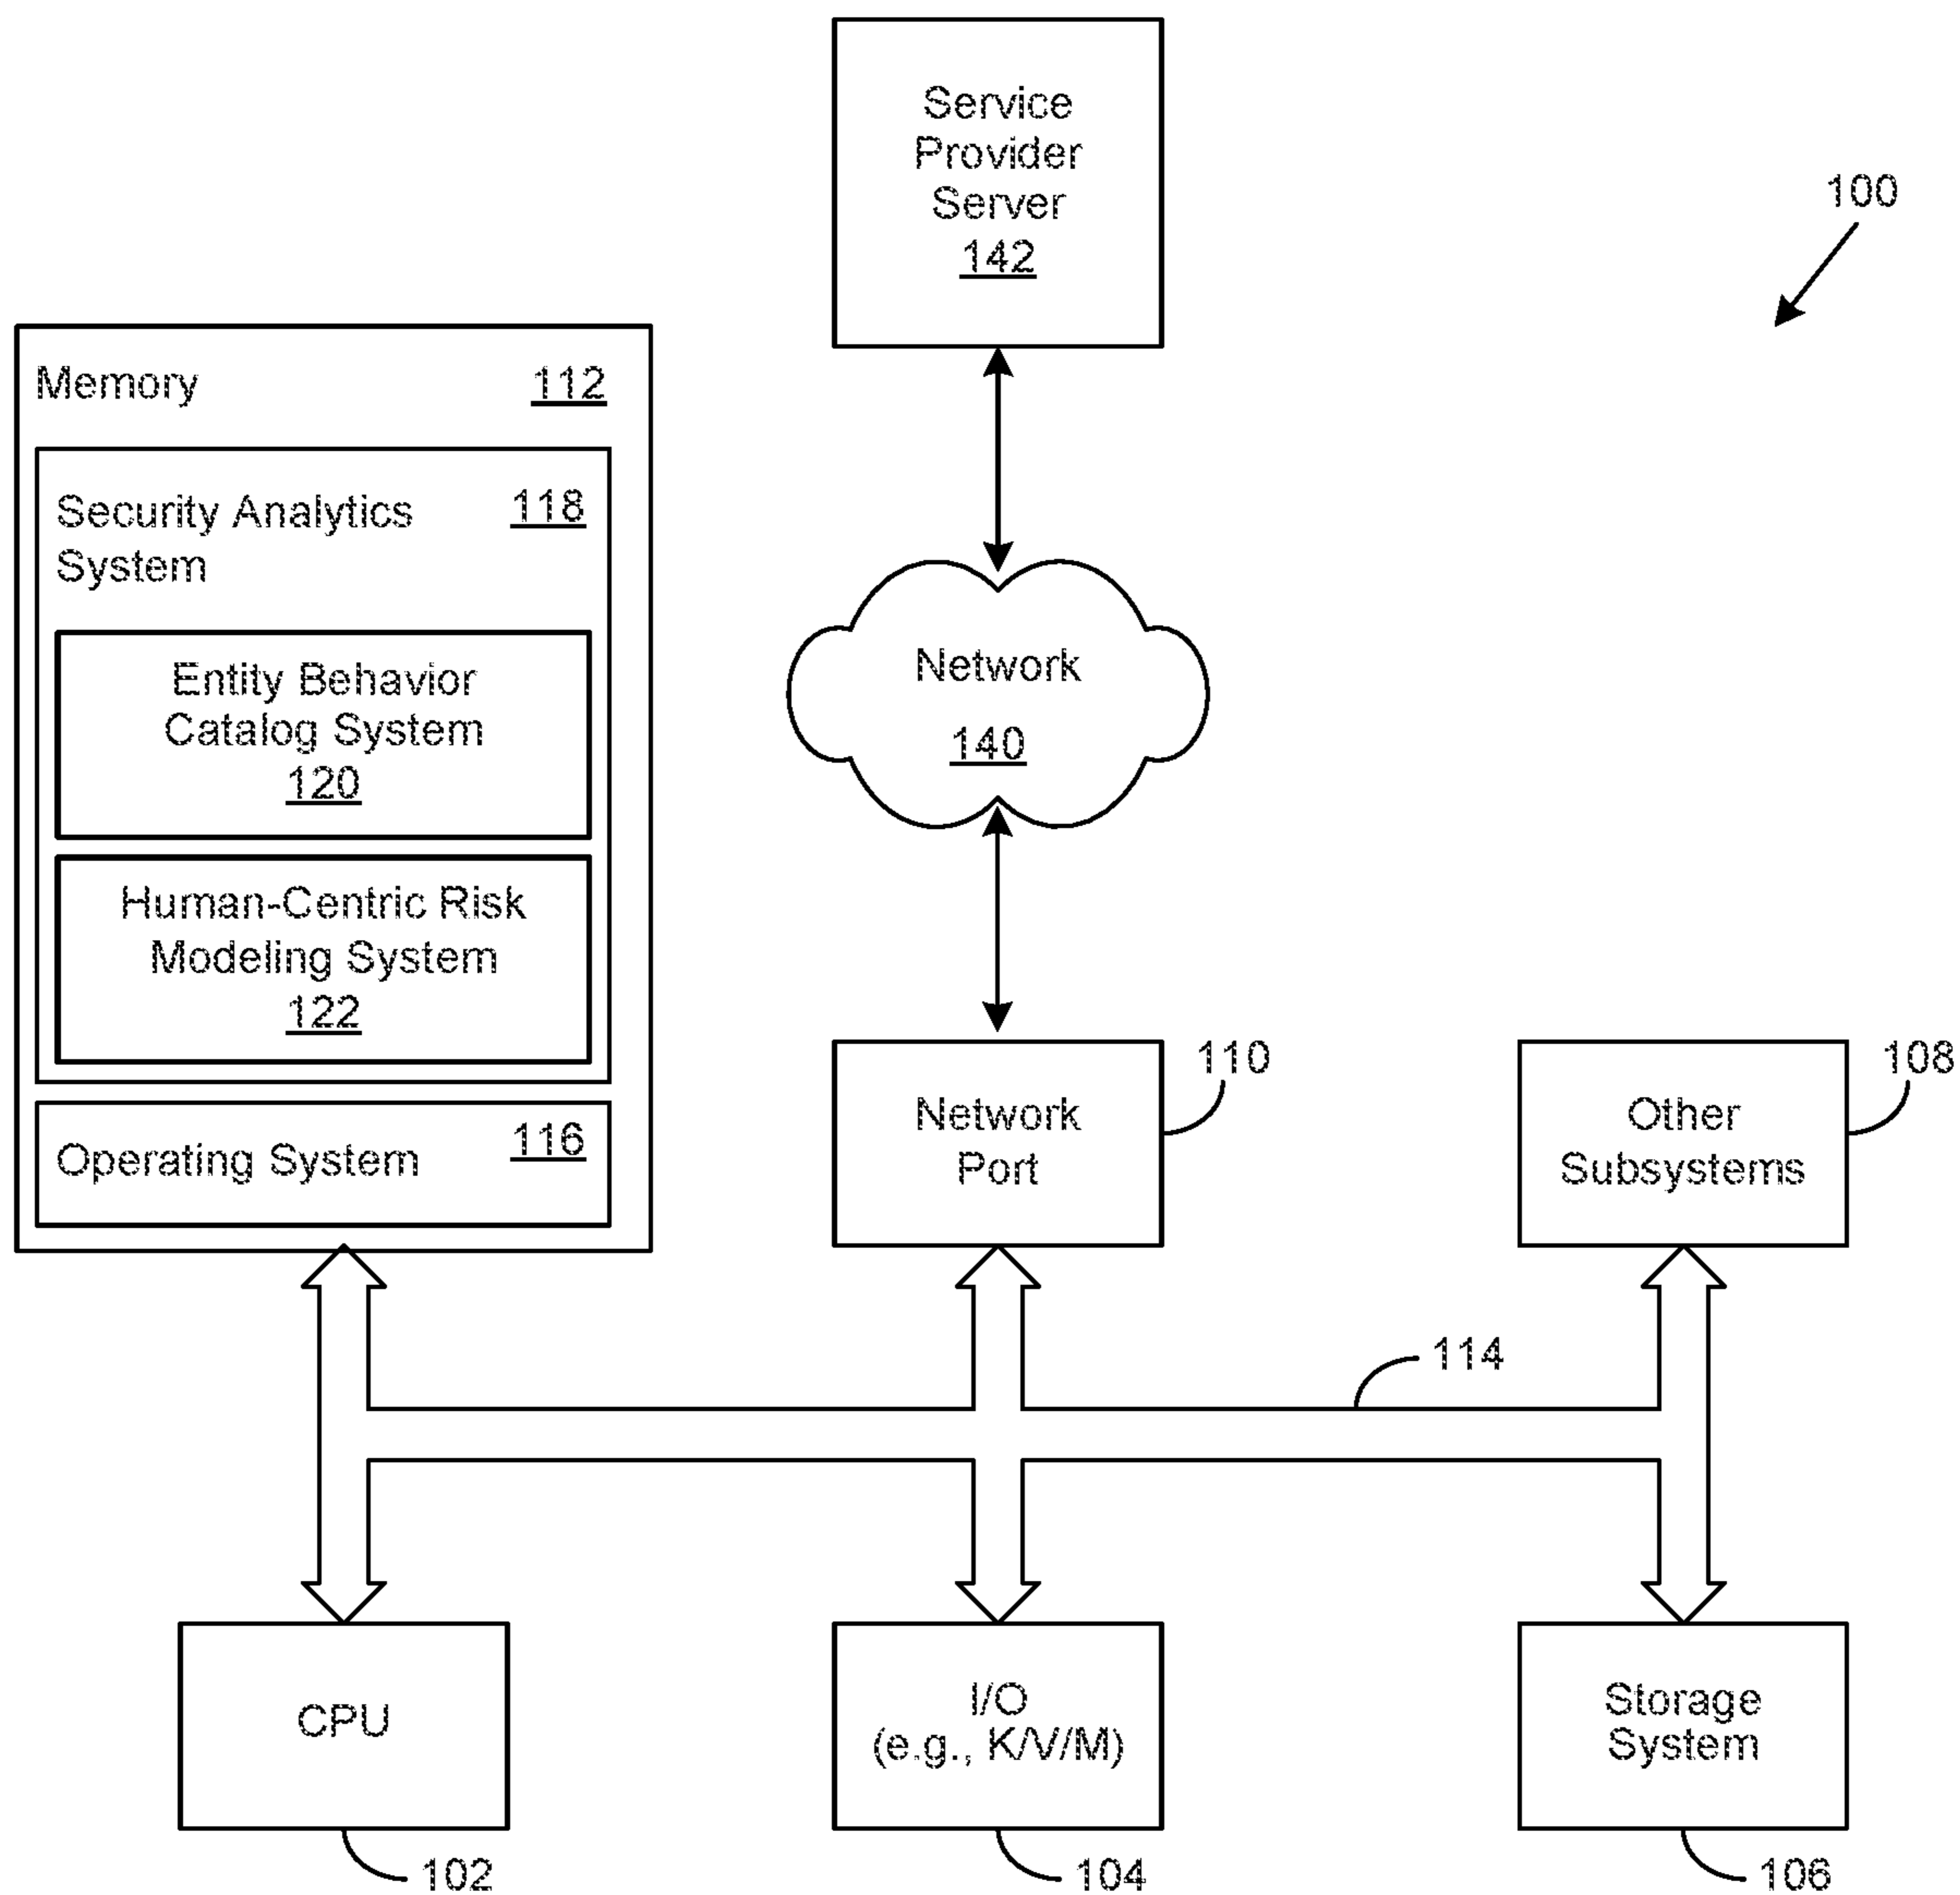 Service
Provider
Server
142
100
Memory 112
Security Analytics 118
System
Entity Behavior
Catalog System
120
Human-Centric Risk
Modeling System
122
Operating System 116
Network
140
Network
Port
110
Other
Subsystems
108
114
CPU
102
I/O
(e.g., K/V/M)
104
Storage
System
106